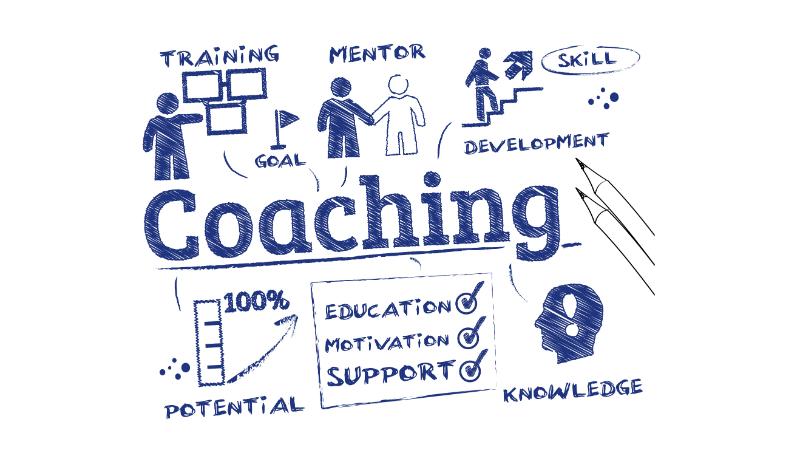 TRAiNiNG
MENTOR
SKiLL
GOAL
DEVELOPMENT
Coaching
100%
EDUCATiON
MOTiVATiON
SUPPORT
POTENTiAL
KNOWLEDGE